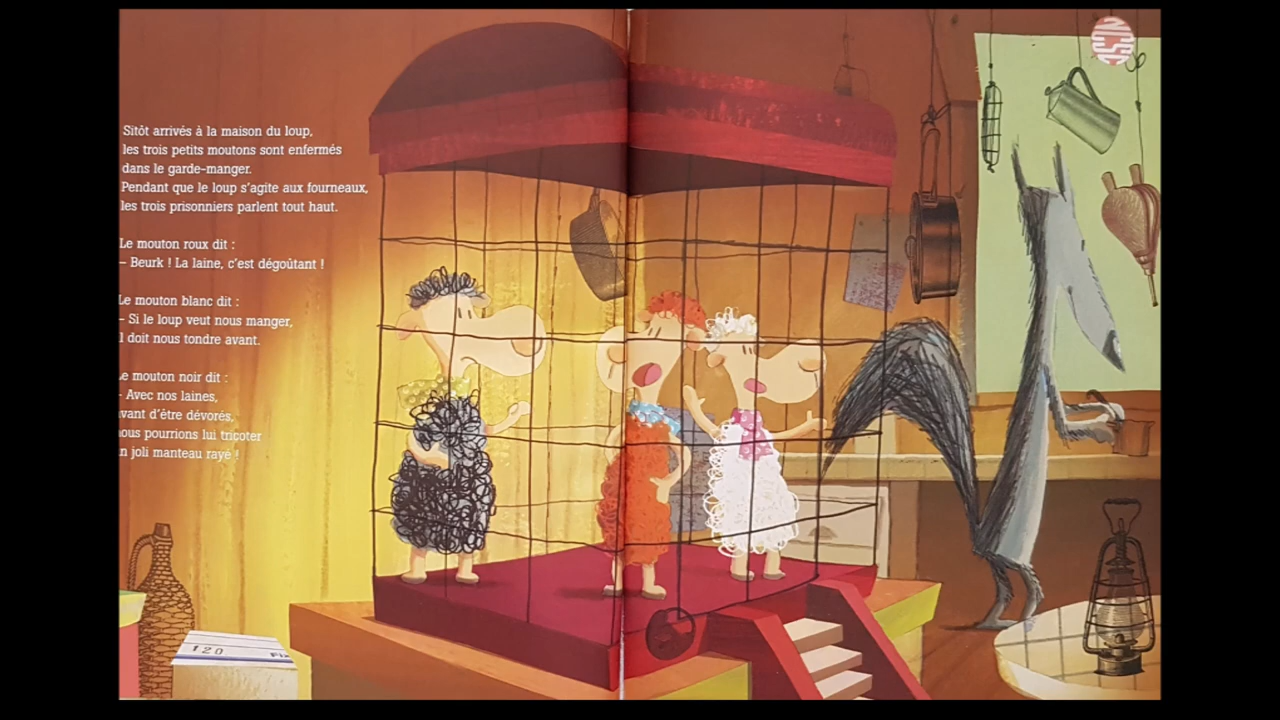 Sitôt arrivés à la maison du loup,
les trois petits moutons sont enfermés
dans le garde-manger.
Pendant que le loup s'agite aux fourneaux,
les trois prisonniers parlent tout haut.
Le mouton roux dit :
– Beurk ! La laine, c'est dégoûtant !
Le mouton blanc dit :
– Si le loup veut nous manger,
l doit nous tondre avant.
e mouton noir dit :
- Avec nos laines,
vant d'être dévorés,
ous pourrions lui tricoter
n joli manteau rayé !
120